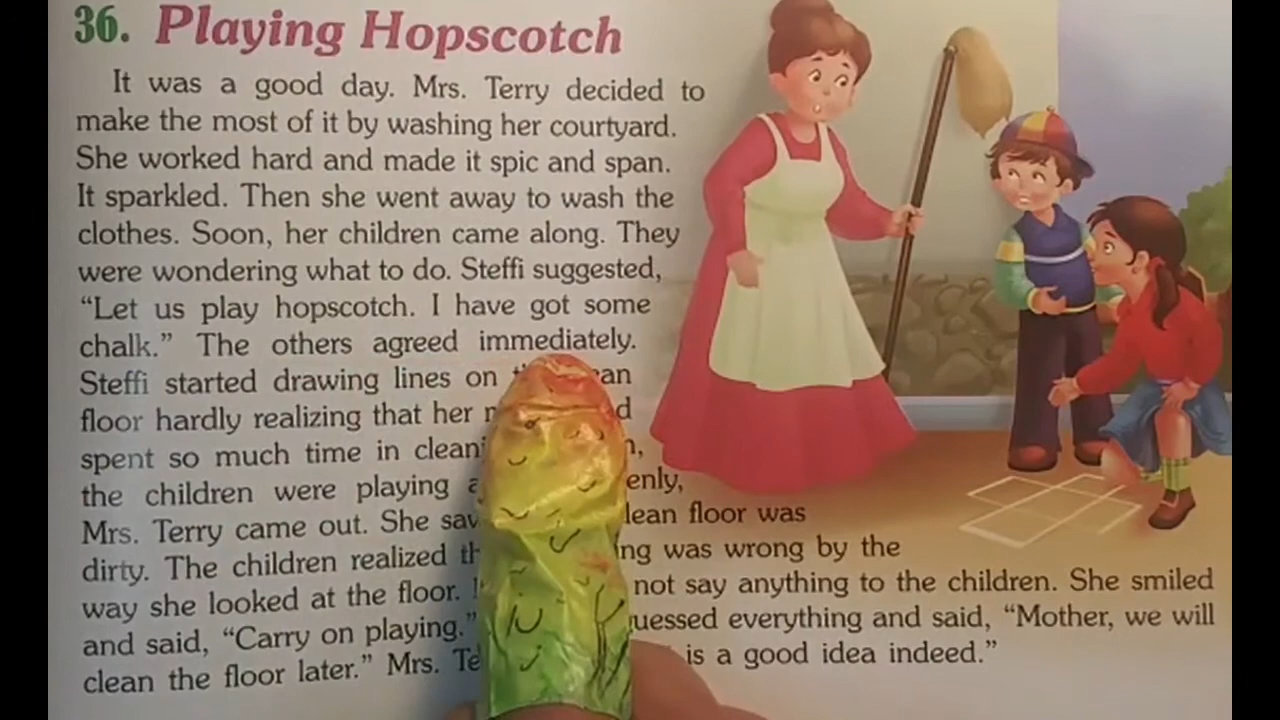 36. Playing Hopscotch
It was a good day. Mrs. Terry decided to
make the most of it by washing her courtyard.
She worked hard and made it spic and span.
It sparkled. Then she went away to wash the
clothes. Soon, her children came along. They
were wondering what to do. Steffi suggested,
“Let us play hopscotch. I have got some
chalk.” The others agreed immediately.
Steffi started drawing lines on
floor hardly realizing that her
spent so much time in
the children were playing
Mrs. Terry came out. She floor was
dirty. The children realized was wrong by the
way she looked at the floor. not say anything to the children. She smiled
and said, “Carry on playing.” everything and said, “Mother, we will
clean the floor later.” Mrs. is a good idea indeed.”